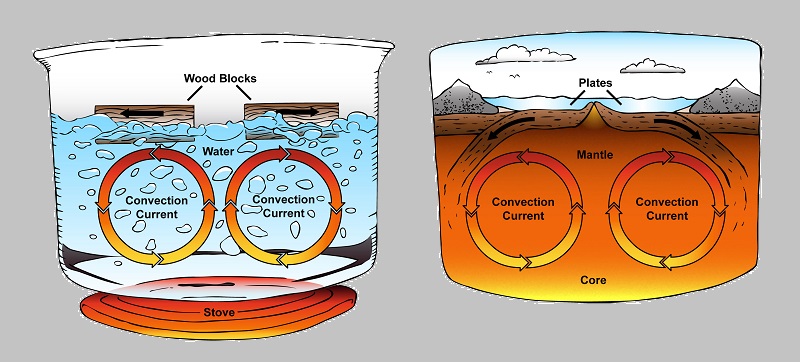 Wood Blocks
Water
Convection
Current
Convection
Current
Stove
Plates
Mantle
Convection
Current
Convection
Current
Core